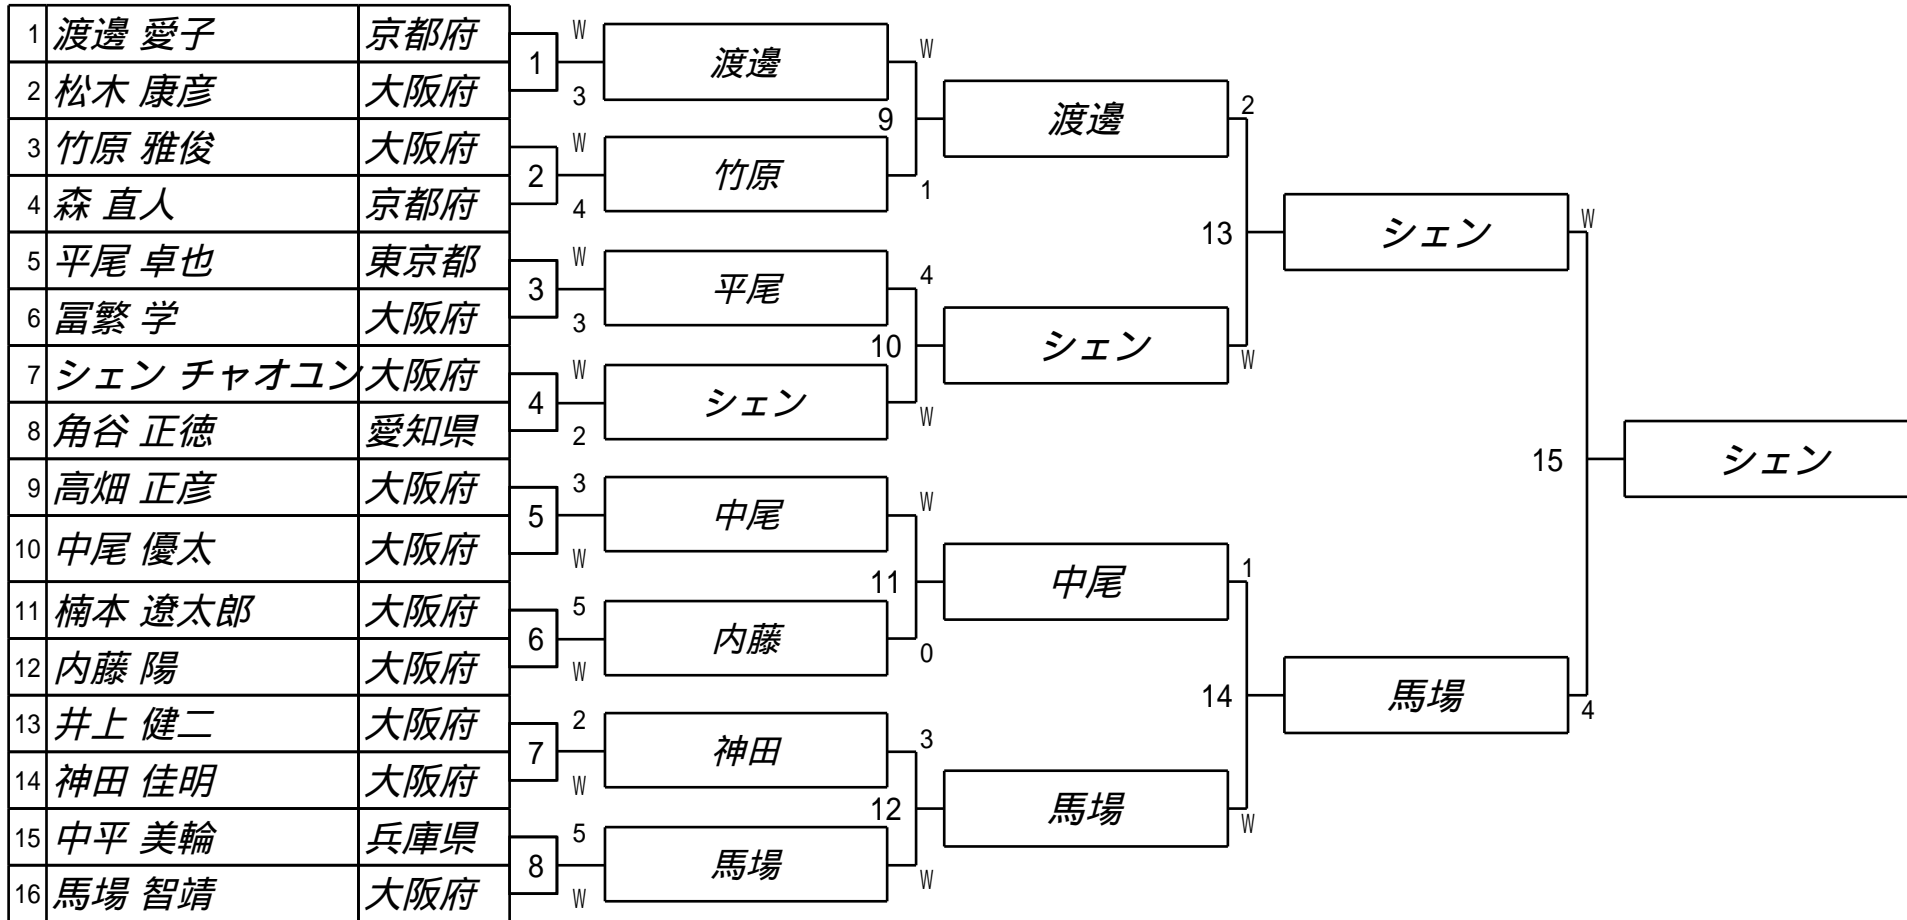 1 渡邊 愛子 京都府
2 松木 康彦 大阪府
3 竹原 雅俊 大阪府
4 森 直人 京都府
5 平尾 卓也 東京都
6 冨繁 学 大阪府
7 シェン チャオユン 大阪府
8 角谷 正徳 愛知県
9 高畑 正彦 大阪府
10 中尾 優太 大阪府
11 楠本 遼太郎 大阪府
12 内藤 陽 大阪府
13 井上 健二 大阪府
14 神田 佳明 大阪府
15 中平 美輪 兵庫県
16 馬場 智靖 大阪府
1 W 3
2 W 4
3 W 3
4 W 2
5 3 W
6 5 W
7 2 W
8 5 W
渡邊 W
9
竹原 1
平尾 4
10
シェン W
中尾 W
11
内藤 0
神田 3
12
馬場 W
渡邊 2
13
シェン W
中尾 1
14
馬場 W
シェン W
15
馬場 4
シェン